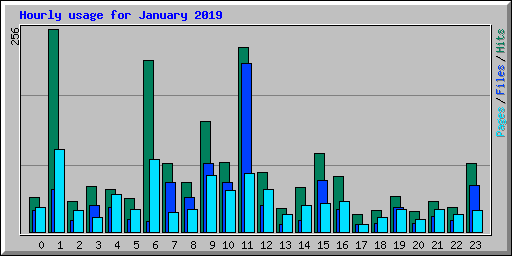 Hourly usage for January 2019
256
Pages / Files / Hits
0 1 2 3 4 5 6 7 8 9 10 11 12 13 14 15 16 17 18 19 20 21 22 23